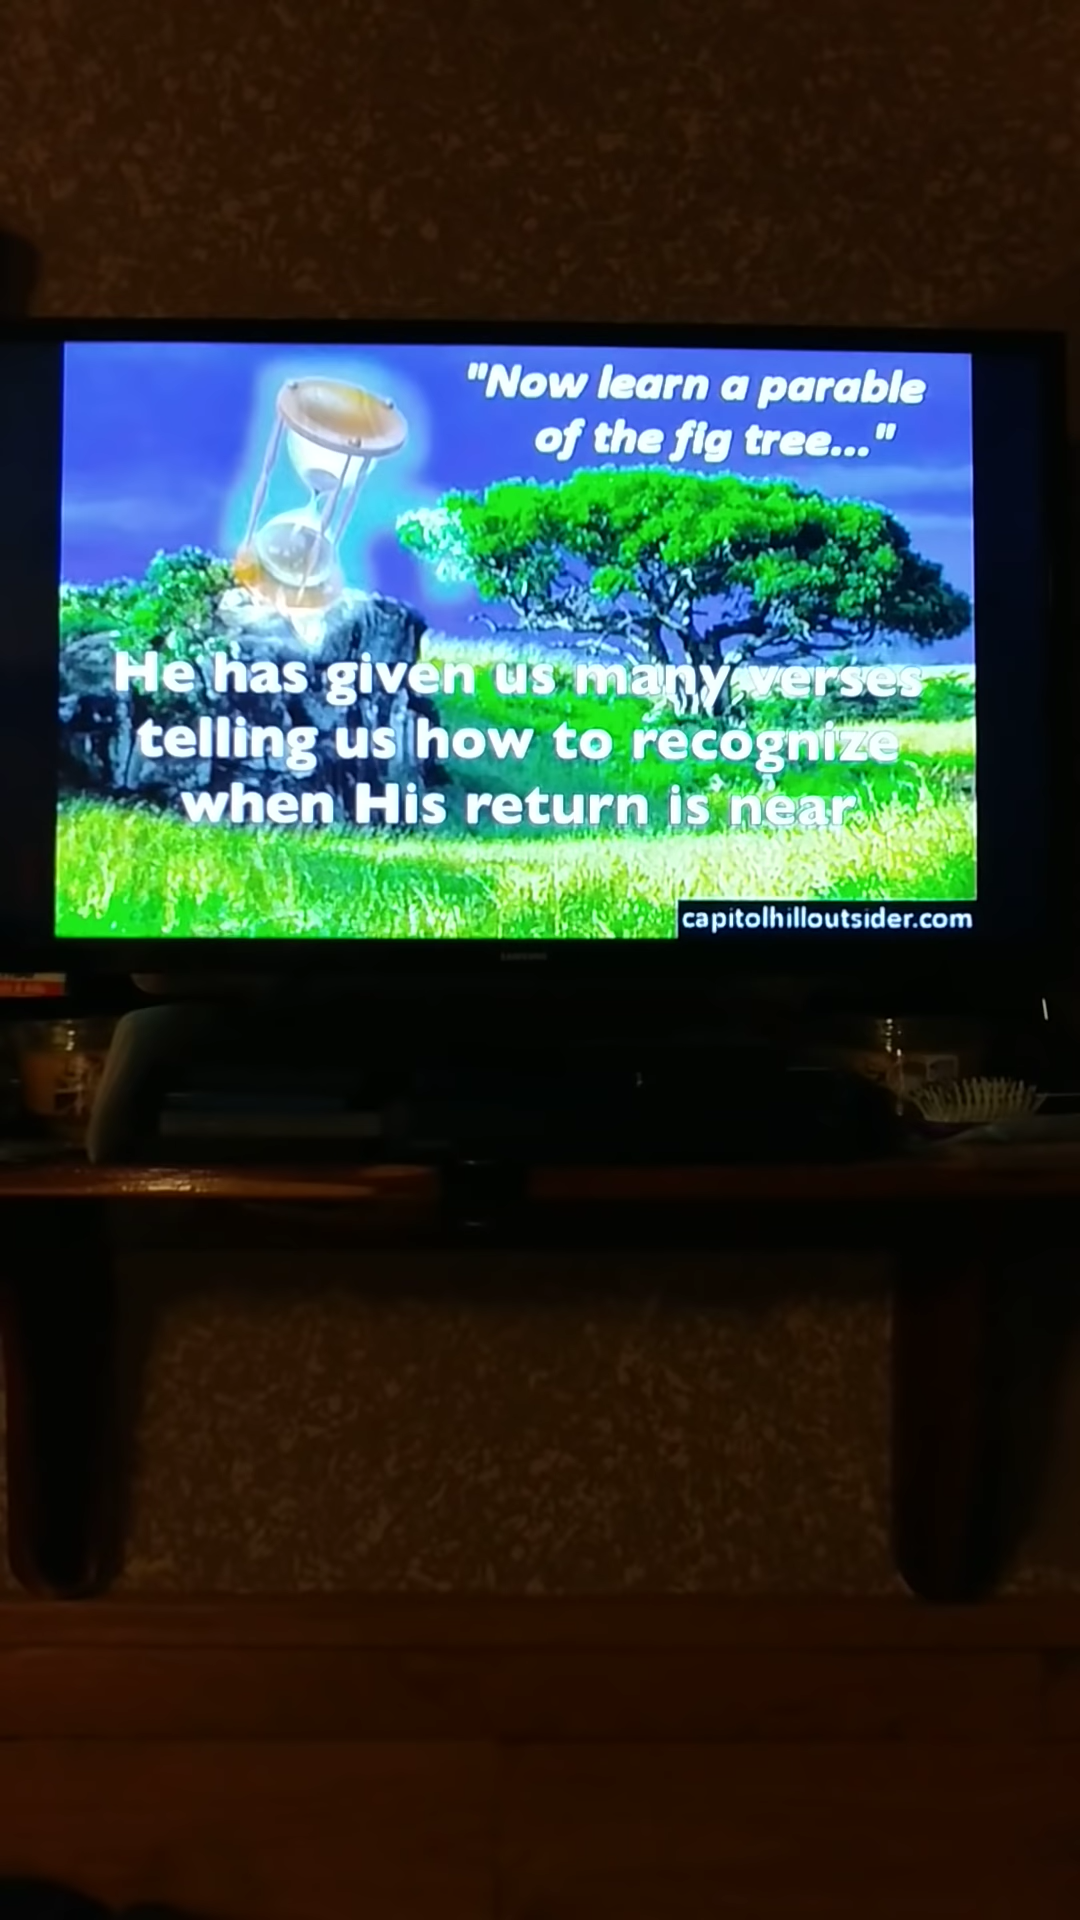 "Now learn a parable
of the fig tree..."
He has given us many verses
telling us how to recognize
when His return is near.
capitolhilloutsider.com
SAMSUNG